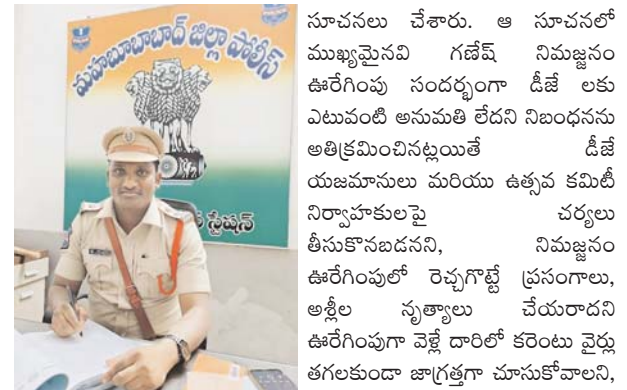 మహబూబాబాద్ జిల్లా పోలీస్
స్టేషన్
సూచనలు చేశారు. ఆ సూచనలో
ముఖ్యమైనవి గణేష్ నిమజ్జనం
ఊరేగింపు సందర్భంగా డీజే లకు
ఎటువంటి అనుమతి లేదని నిబంధనను
అతిక్రమించినట్లయితే డీజే
యజమానులు మరియు ఉత్సవ కమిటీ
నిర్వాహకులపై చర్యలు
తీసుకొనబడనని, నిమజ్జనం
ఊరేగింపులో రెచ్చగొట్టే ప్రసంగాలు,
అశ్లీల నృత్యాలు చేయరాదని
ఊరేగింపుగా వెళ్లే దారిలో కరెంటు వైర్లు
తగలకుండా జాగ్రత్తగా చూసుకోవాలని,